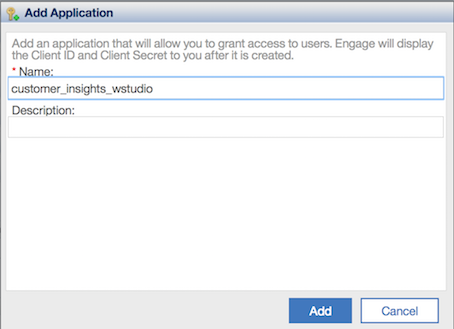 Add Application
Add an application that will allow you to grant access to users. Engage will display
the Client ID and Client Secret to you after it is created.
* Name:
customer_insights_wstudio
Description:
Add
Cancel